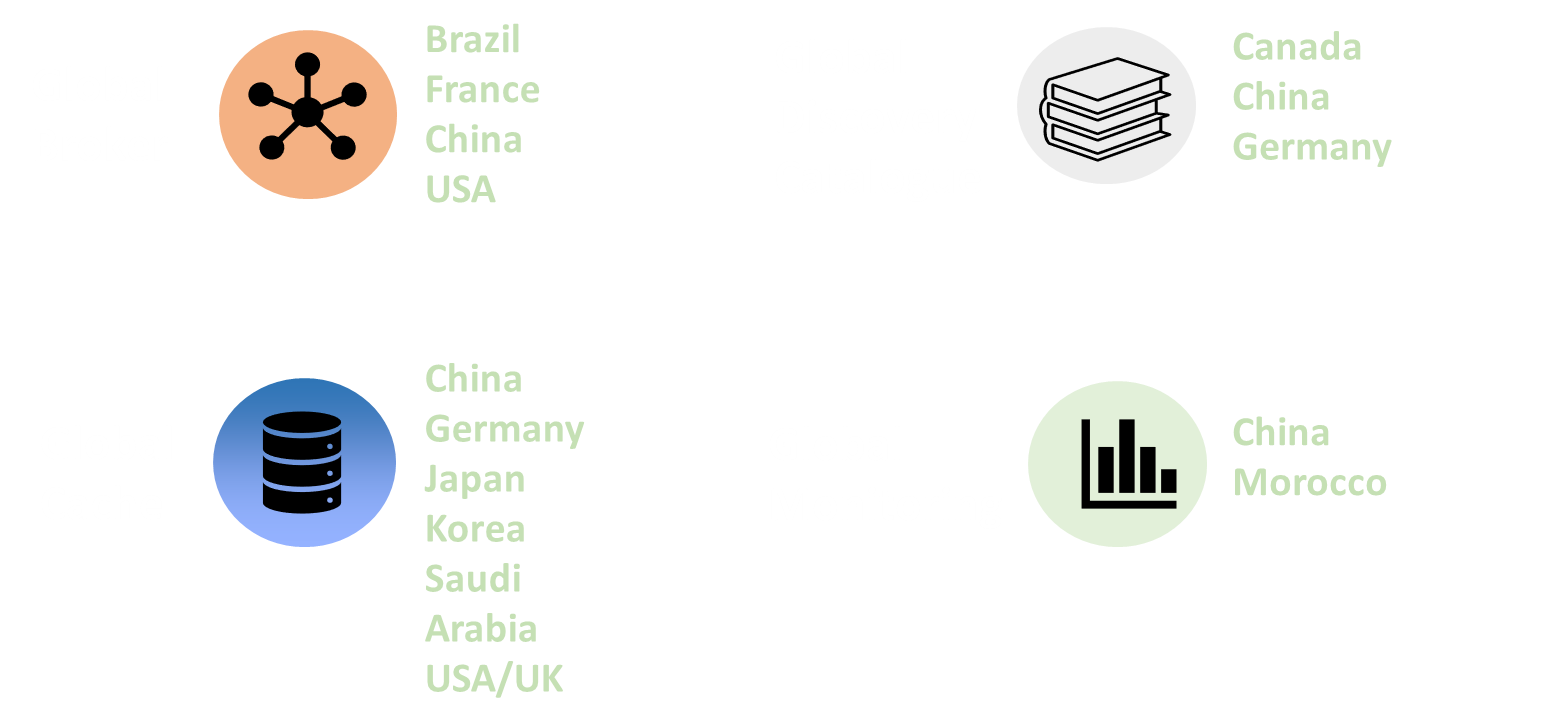 Brazil
France
China
USA
Canada
China
Germany
China
Germany
Japan
Korea
Saudi
Arabia
USA/UK
China
Morocco